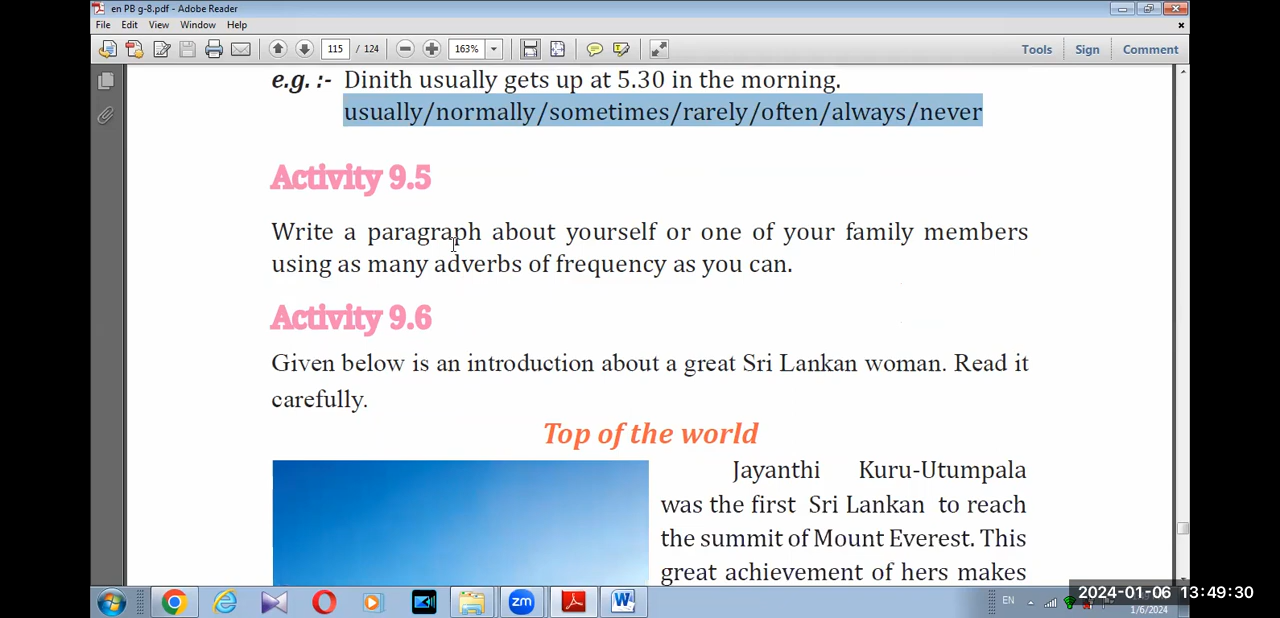 en PB g-8.pdf - Adobe Reader
File Edit View Window Help
115 / 124 163% Tools Sign Comment
e.g. :- Dinith usually gets up at 5.30 in the morning.
usually/normally/sometimes/rarely/often/always/never
Activity 9.5
Write a paragraph about yourself or one of your family members
using as many adverbs of frequency as you can.
Activity 9.6
Given below is an introduction about a great Sri Lankan woman. Read it
carefully.
Top of the world
Jayanthi Kuru-Utumpala
was the first Sri Lankan to reach
the summit of Mount Everest. This
great achievement of hers makes
zm
EN
2024-01-06 13:49:30
1/6/2024